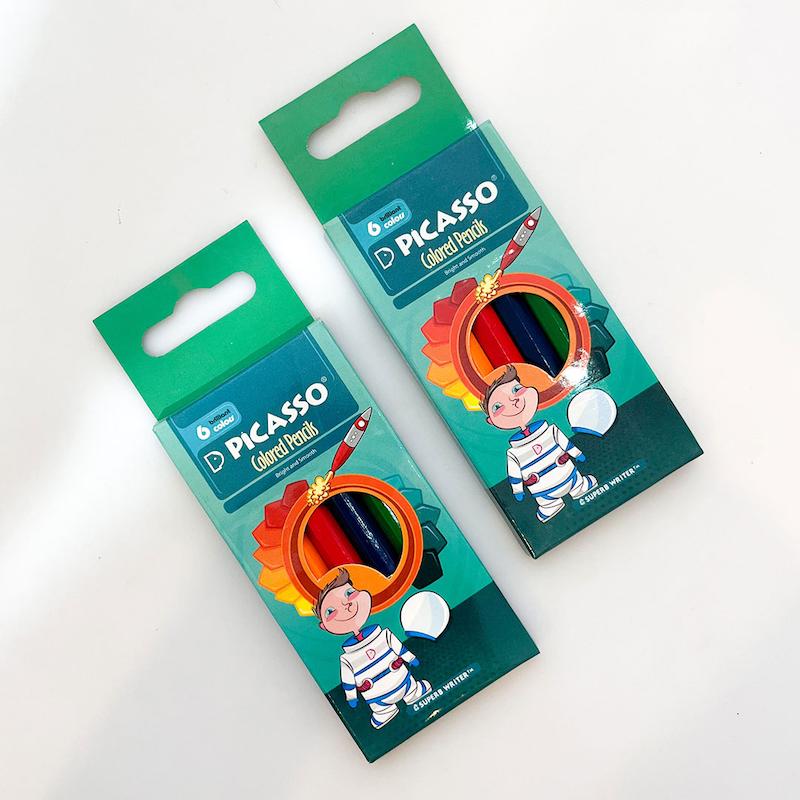 6 brilliant
colour
PICASSO®
Colored Pencils
Bright and Smooth
D
SUPERB WRITER™
6 brilliant
colour
PICASSO®
Colored Pencils
Bright and Smooth
D
SUPERB WRITER™